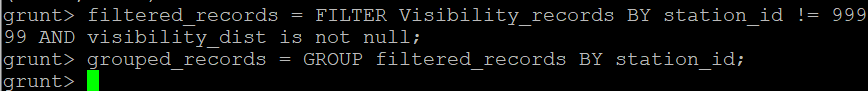 grunt> filtered_records = FILTER Visibility_records BY station_id != 999
99 AND visibility_dist is not null;
grunt> grouped_records = GROUP filtered_records BY station_id;
grunt>